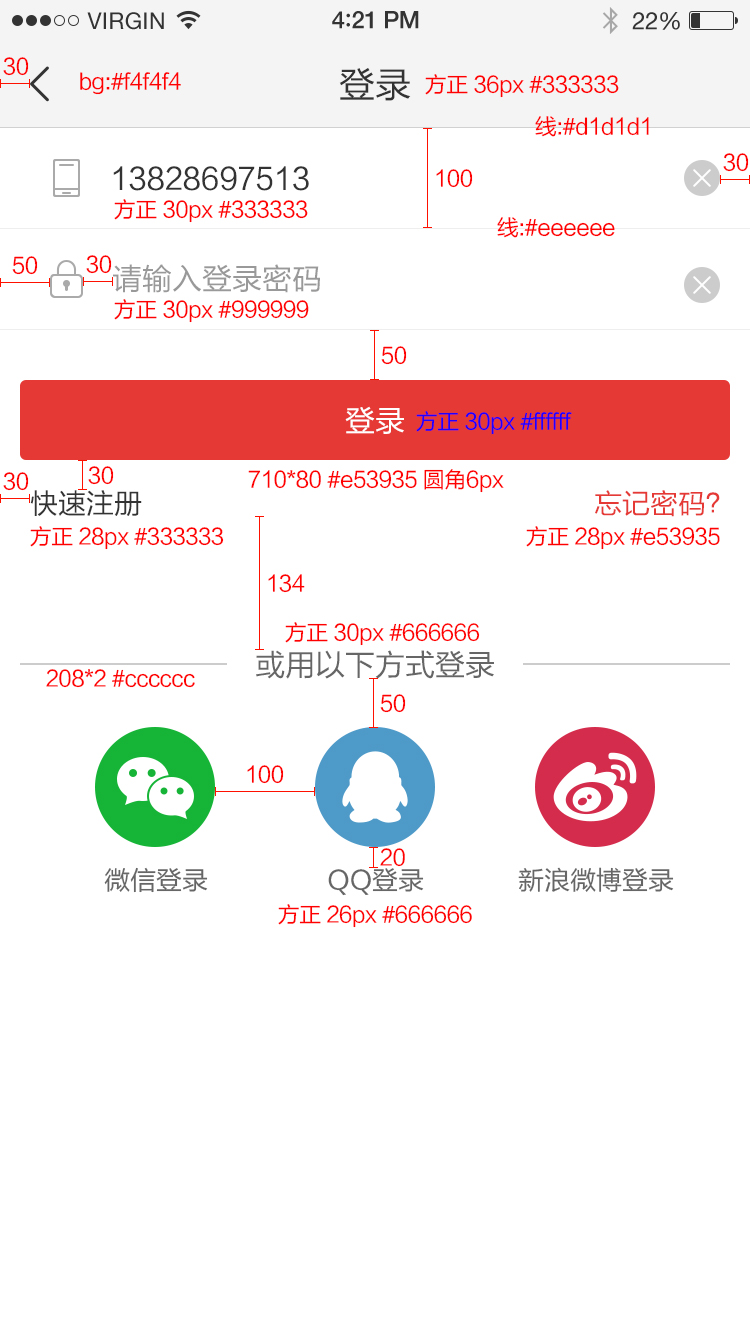 VIRGIN 4:21 PM 22%
30 bg:#f4f4f4 登录 方正 36px #333333
线:#d1d1d1
13828697513 100 30
方正 30px #333333
线:#eeeeee
50 30 请输入登录密码
方正 30px #999999
50
登录 方正 30px #ffffff
30 30 710*80 #e53935 圆角6px
快速注册 忘记密码?
方正 28px #333333 方正 28px #e53935
134
方正 30px #666666
或用以下方式登录
208*2 #cccccc
50
100
20
微信登录 QQ登录 新浪微博登录
方正 26px #666666